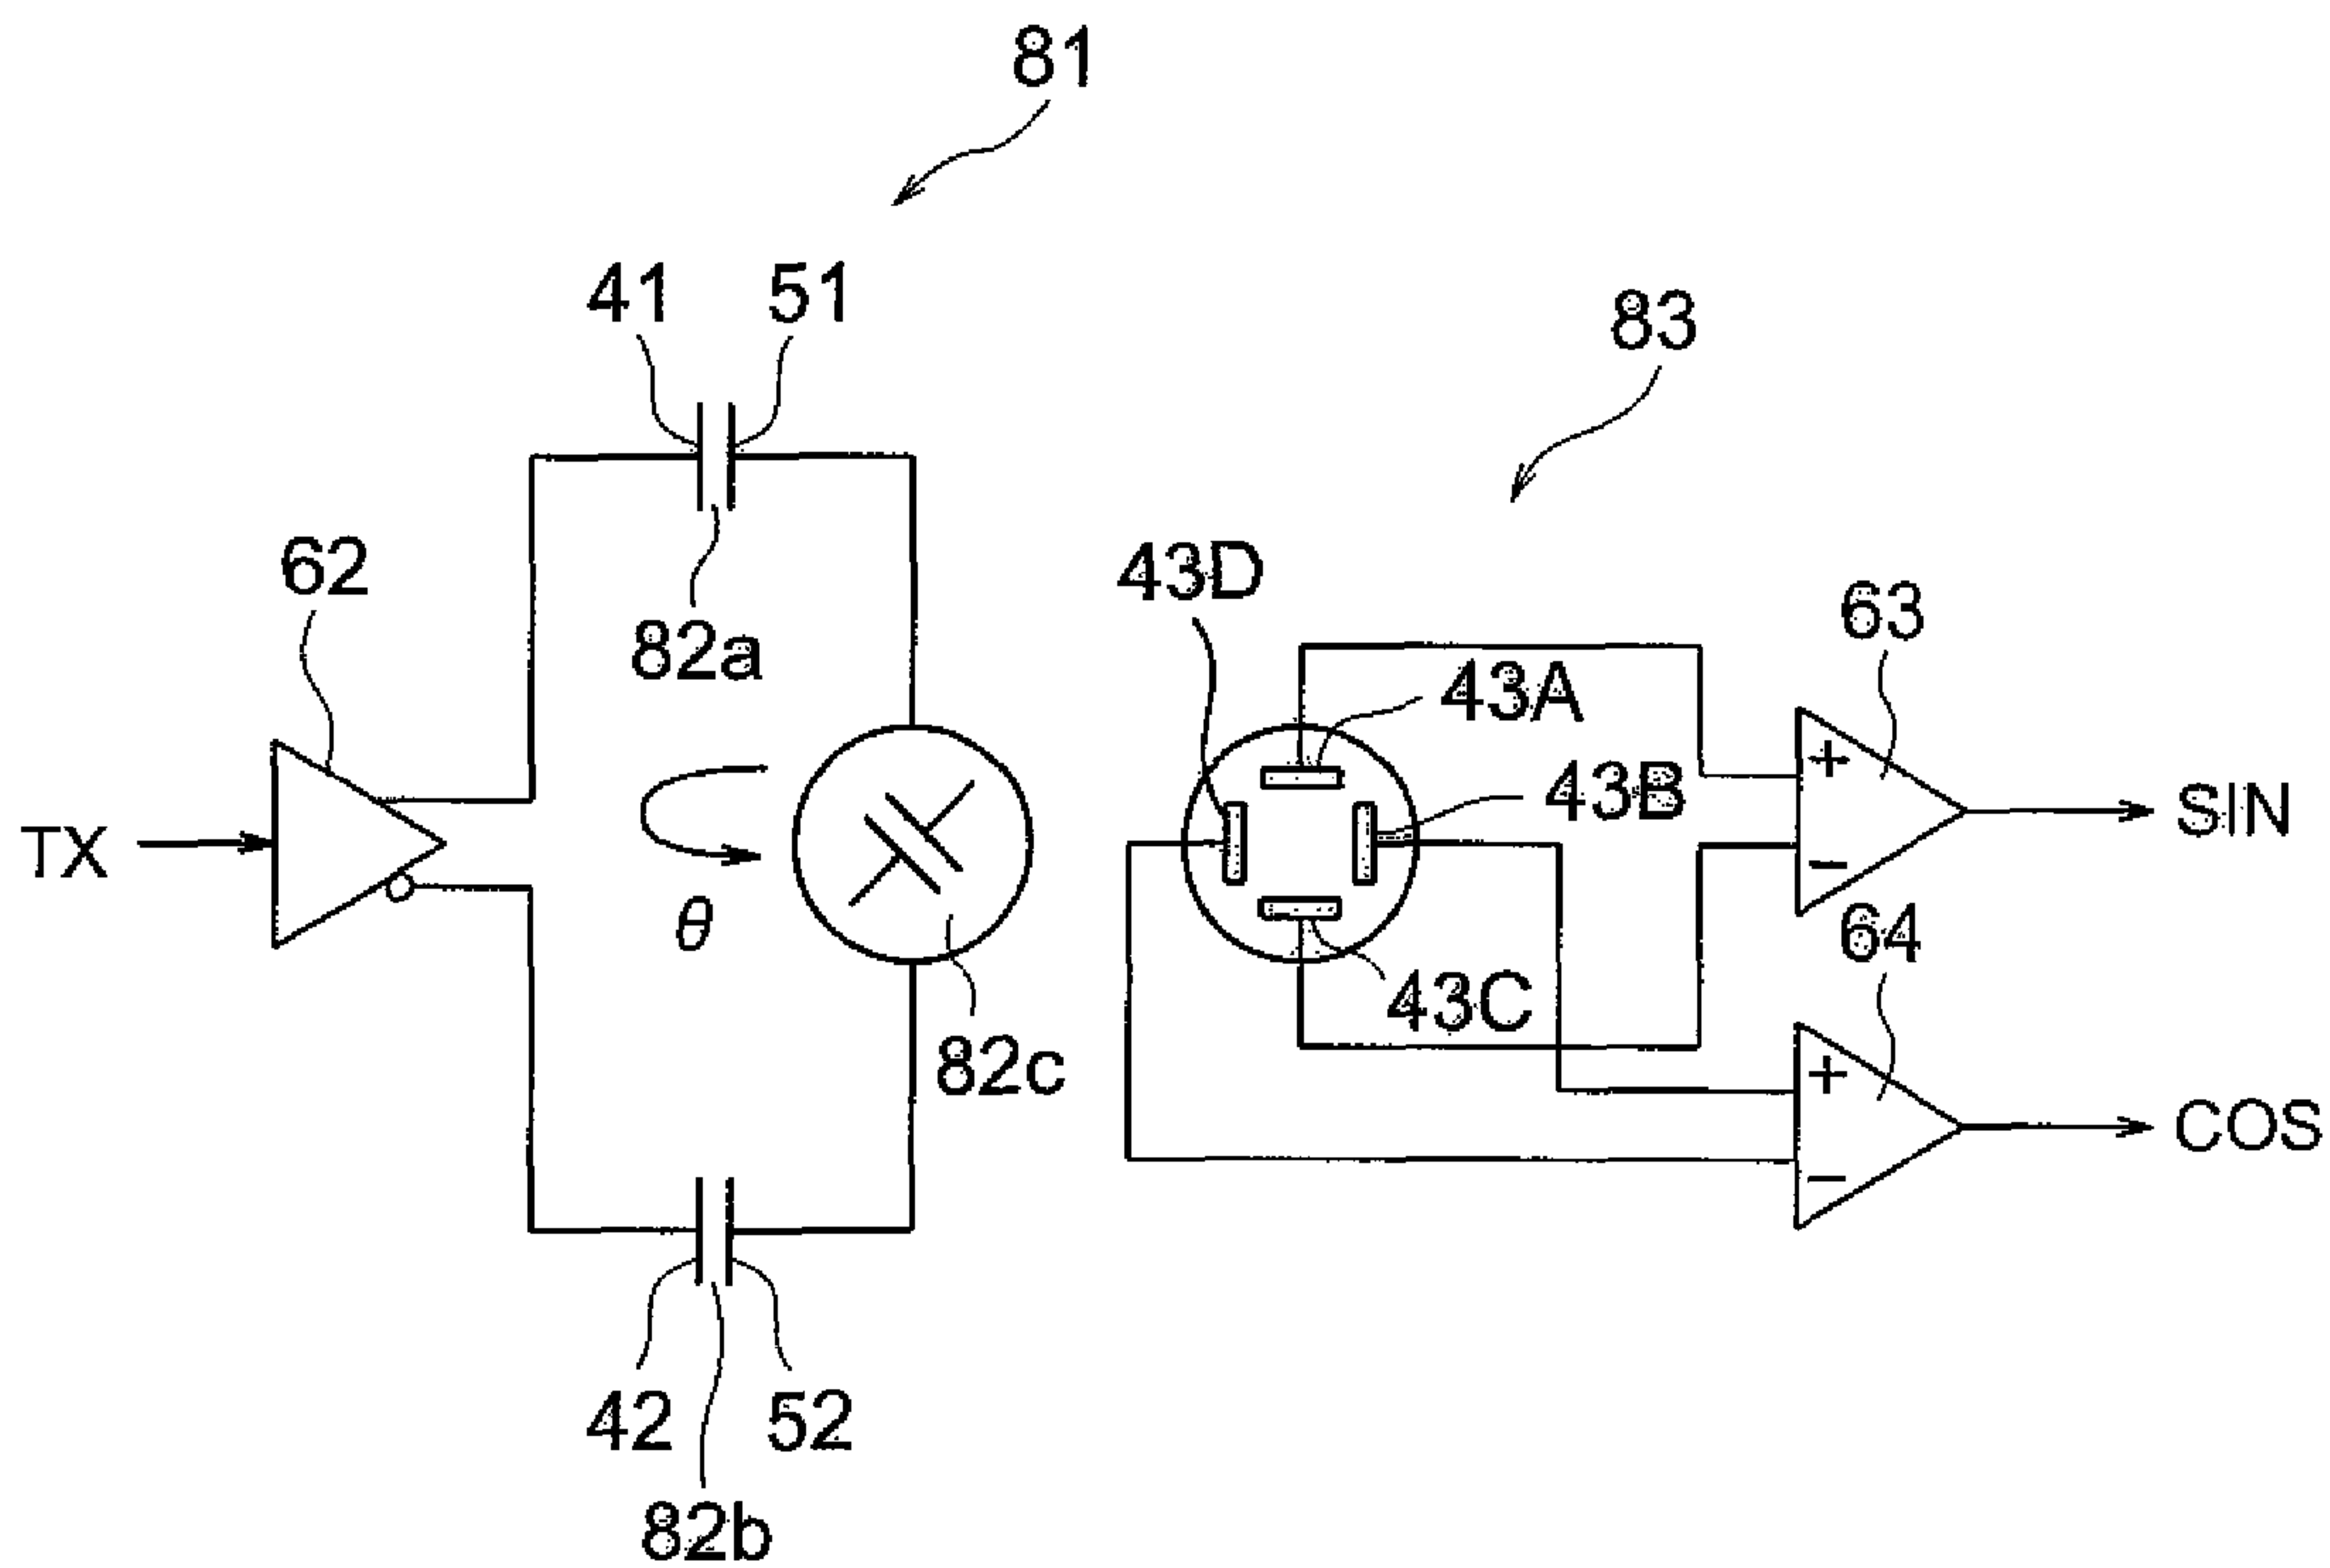 81
41 51
83
62
43D
63
82a
43A
+
43B
TX
SIN
−
θ
64
43C
82c
+
COS
−
42 52
82b